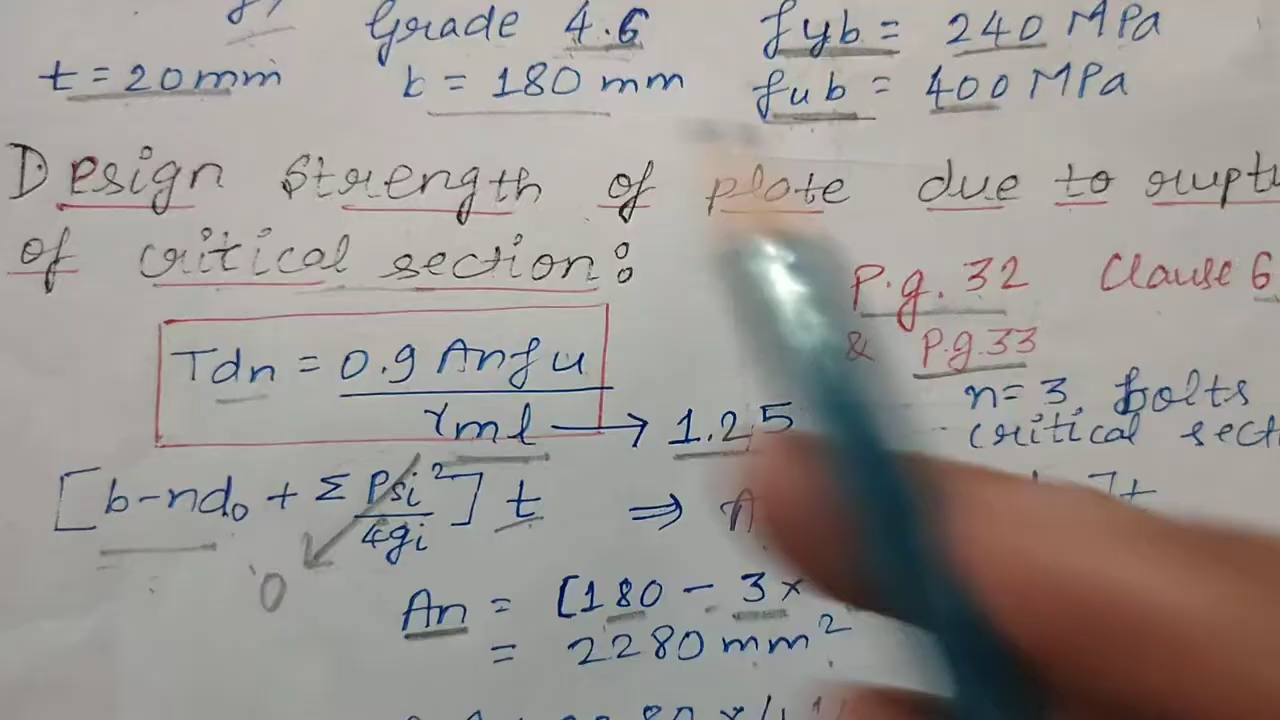 Grade 4.6 fyb = 240 MPa
t = 20mm b = 180 mm fub = 400 MPa
Design Strength of plate due to
of critical section:
P.g. 32 Clause 6
& P.g.33
Tdn = 0.9 Anfu
γml → 1.25
n= 3 bolts
critical
[b-nd₀ + Σ Psi²/4gi] t ⇒
0
An = [180 - 3×
= 2280 mm²